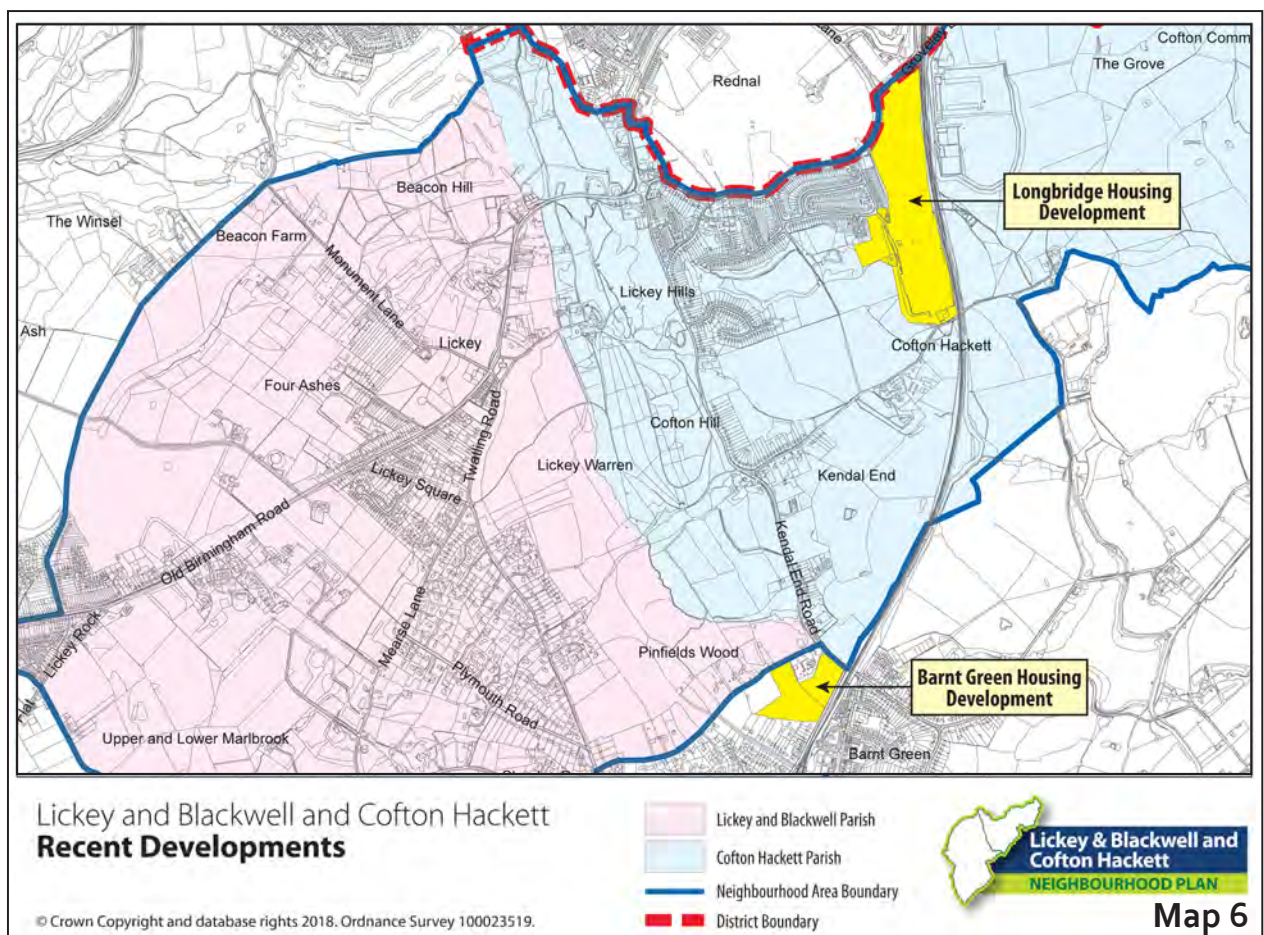 Cofton Comm
The Grove
Groveley
ane
Rednal
Longbridge Housing
Development
Beacon Hill
The Winsel
Beacon Farm
Monument Lane
Lickey Hills
Ash
Lickey
Cofton Hackett
Four Ashes
Twatling Road
Cofton Hill
Lickey Warren
Lickey Square
Kendal End
Old Birmingham Road
Kendal End Road
Mearse Lane
Lickey Rock
Pinfields Wood
Plymouth Road
Barnt Green Housing
Development
Upper and Lower Marlbrook
Barnt Green
Lickey and Blackwell and Cofton Hackett
Recent Developments
© Crown Copyright and database rights 2018. Ordnance Survey 100023519.
Lickey and Blackwell Parish
Cofton Hackett Parish
Neighbourhood Area Boundary
District Boundary
Lickey & Blackwell and
Cofton Hackett
NEIGHBOURHOOD PLAN
Map 6